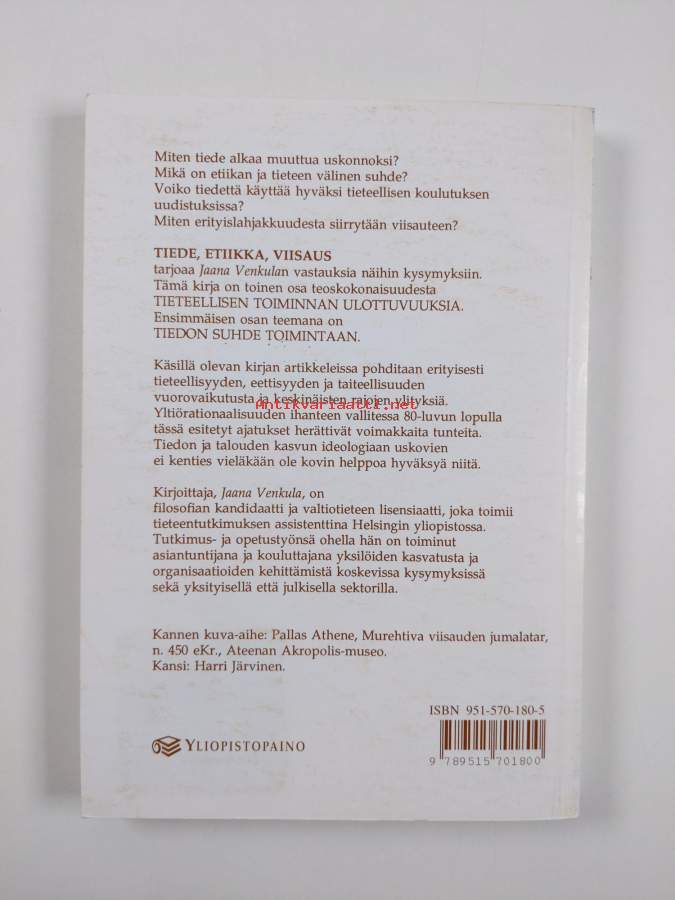 Miten tiede alkaa muuttua uskonnoksi?
Mikä on etiikan ja tieteen välinen suhde?
Voiko tiedettä käyttää hyväksi tieteellisen koulutuksen
uudistuksissa?
Miten erityislahjakkuudesta siirrytään viisauteen?
TIEDE, ETIIKKA, VIISAUS
tarjoaa Jaana Venkulan vastauksia näihin kysymyksiin.
Tämä kirja on toinen osa teoskokonaisuudesta
TIETEELLISEN TOIMINNAN ULOTTUVUUKSIA.
Ensimmäisen osan teemana on
TIEDON SUHDE TOIMINTAAN.
Käsillä olevan kirjan artikkeleissa pohditaan erityisesti
tieteellisyyden, eettisyyden ja taiteellisuuden
vuorovaikutusta ja keskinäisten rajojen ylityksiä.
Antikvariaatti.net
Yltiörationaalisuuden ihanteen vallitessa 80-luvun lopulla
tässä esitetyt ajatukset herättivät voimakkaita tunteita.
Tiedon ja talouden kasvun ideologiaan uskovien
ei kenties vieläkään ole kovin helppoa hyväksyä niitä.
Kirjoittaja, Jaana Venkula, on
filosofian kandidaatti ja valtiotieteen lisensiaatti, joka toimii
tieteentutkimuksen assistenttina Helsingin yliopistossa.
Tutkimus- ja opetustyönsä ohella hän on toiminut
asiantuntijana ja kouluttajana yksilöiden kasvatusta ja
organisaatioiden kehittämistä koskevissa kysymyksissä
sekä yksityisellä että julkisella sektorilla.
Kannen kuva-aihe: Pallas Athene, Murehtiva viisauden jumalatar,
n. 450 eKr., Ateenan Akropolis-museo.
Kansi: Harri Järvinen.
ISBN 951-570-180-5
YLIOPISTOPAINO
9 789515 701800